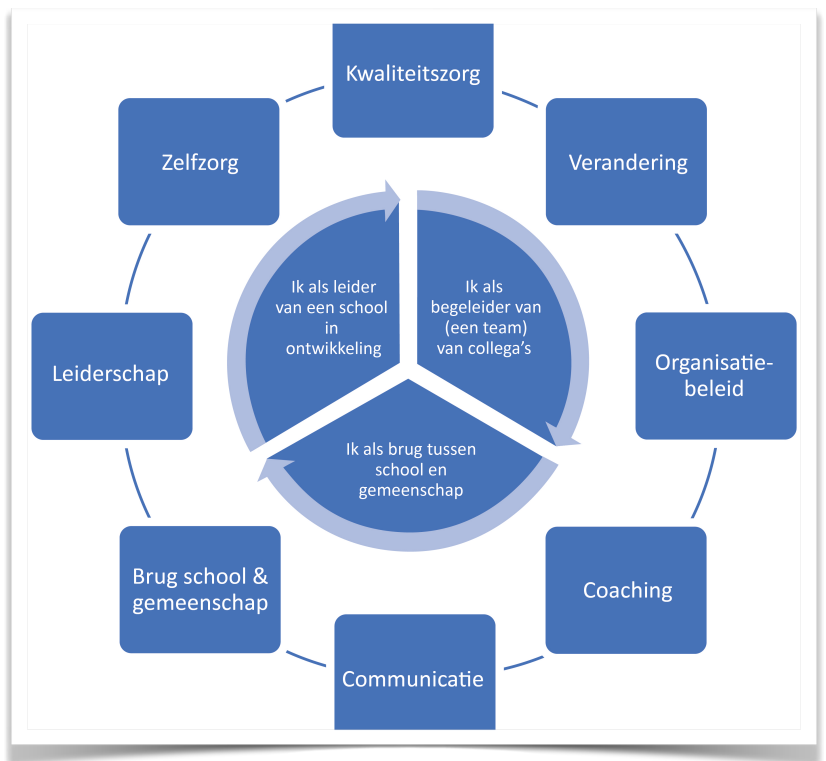 Kwaliteitszorg
Verandering
Organisatie-
beleid
Coaching
Communicatie
Brug school &
gemeenschap
Leiderschap
Zelfzorg
Ik als leider
van een school
in
ontwikkeling
Ik als
begeleider van
(een team)
van collega’s
Ik als brug tussen
school en
gemeenschap